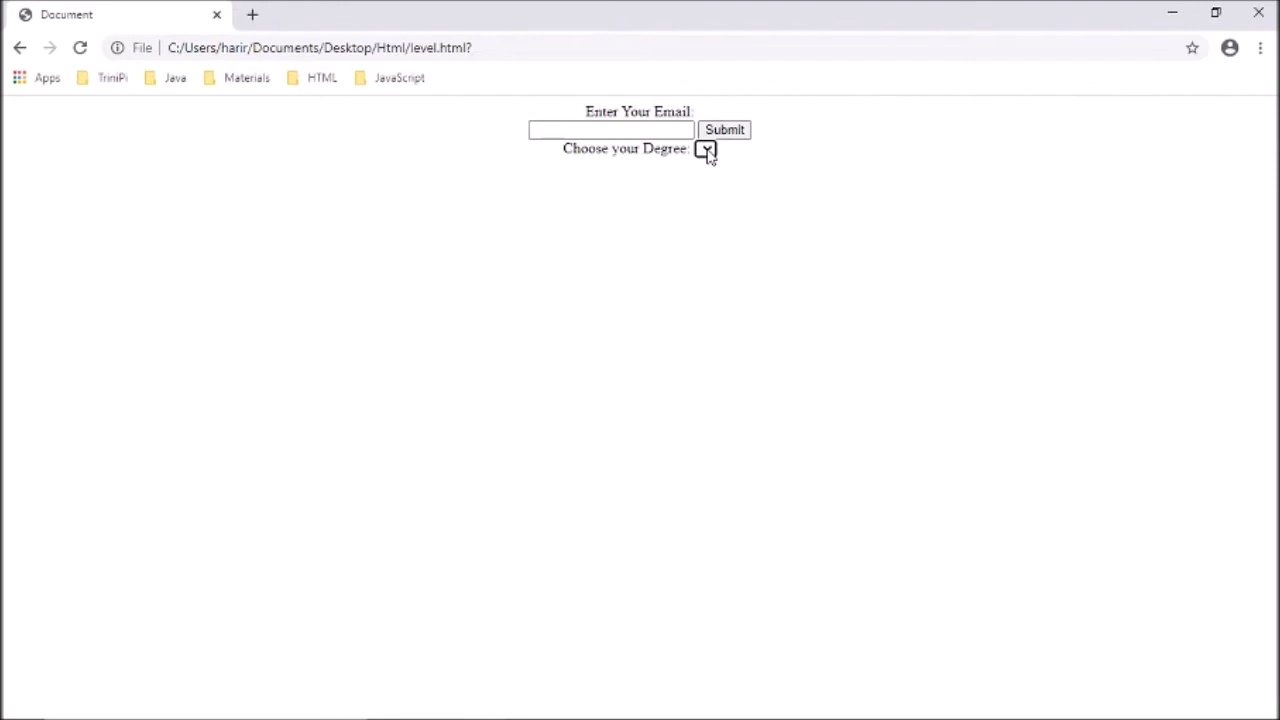 Document
File C:/Users/harir/Documents/Desktop/Html/level.html?
Apps TriniPi Java Materials HTML JavaScript
Enter Your Email:
Submit
Choose your Degree: